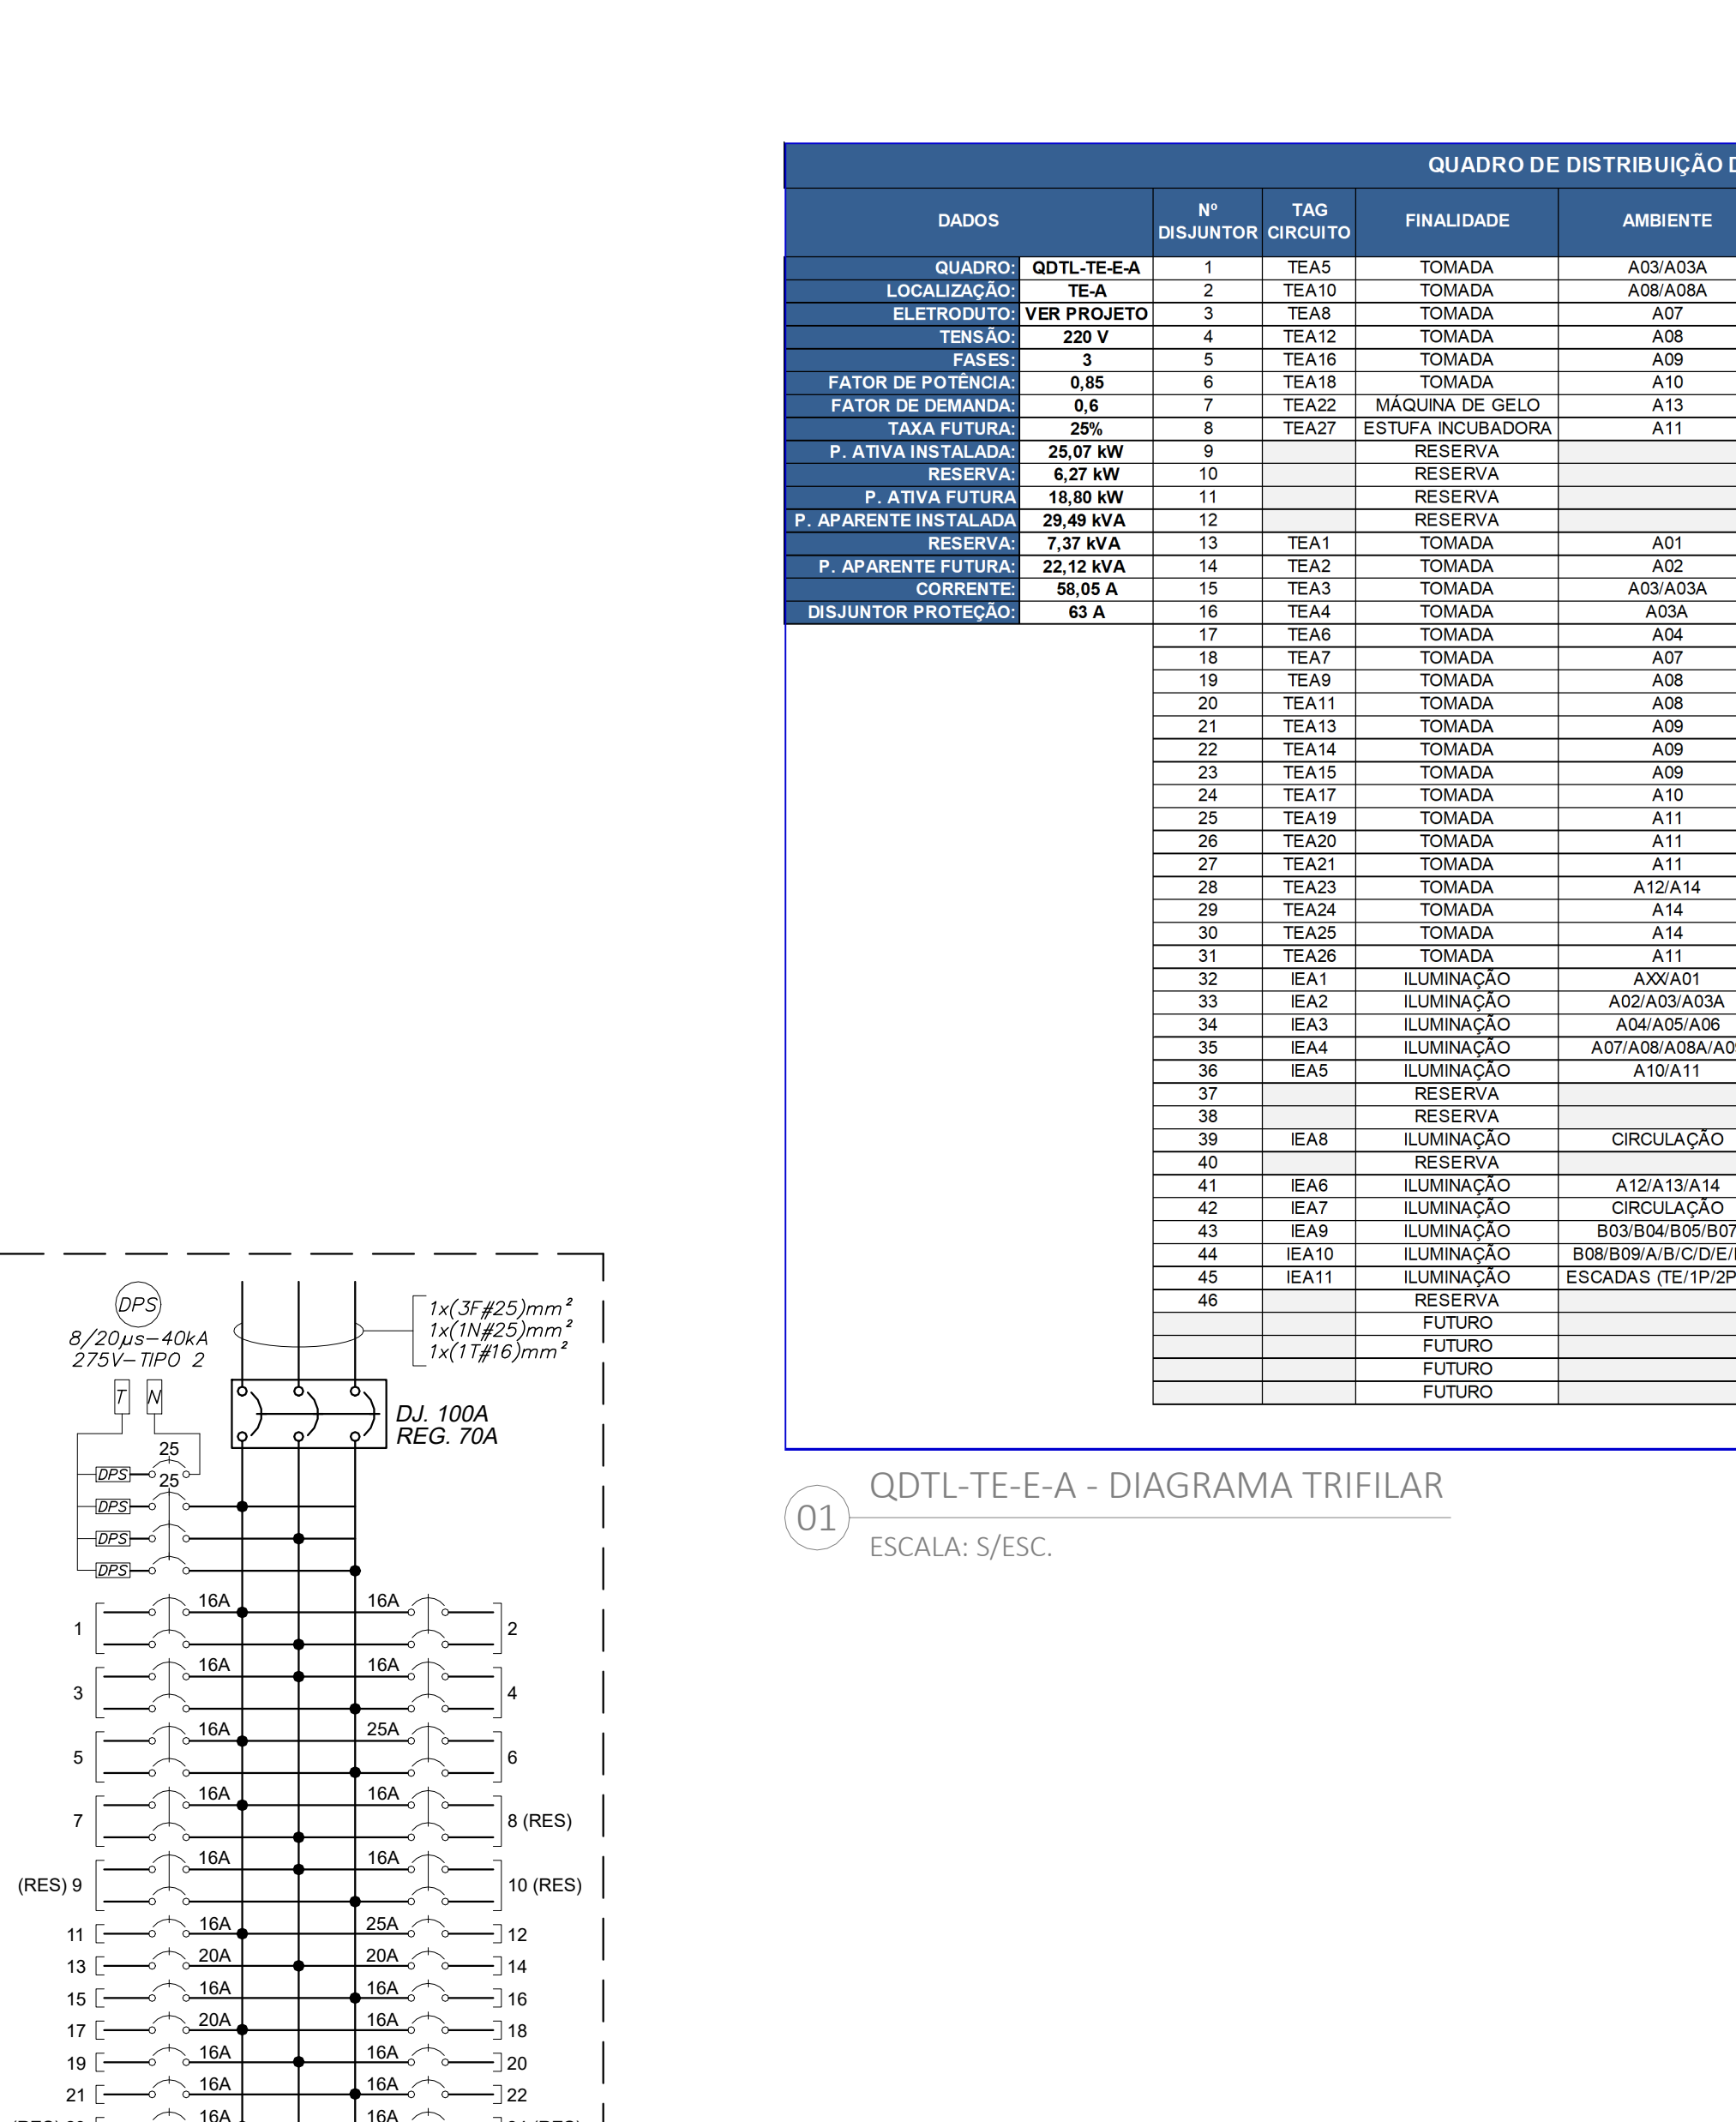 QUADRO DE DISTRIBUIÇÃO
DADOS Nº DISJUNTOR TAG CIRCUITO FINALIDADE AMBIENTE
QUADRO: QDTL-TE-E-A 1 TEA5 TOMADA A03/A03A
LOCALIZAÇÃO: TE-A 2 TEA10 TOMADA A08/A08A
ELETRODUTO: VER PROJETO 3 TEA8 TOMADA A07
TENSÃO: 220 V 4 TEA12 TOMADA A08
FASES: 3 5 TEA16 TOMADA A09
FATOR DE POTÊNCIA: 0,85 6 TEA18 TOMADA A10
FATOR DE DEMANDA: 0,6 7 TEA22 MÁQUINA DE GELO A13
TAXA FUTURA: 25% 8 TEA27 ESTUFA INCUBADORA A11
P. ATIVA INSTALADA: 25,07 kW 9 RESERVA
RESERVA: 6,27 kW 10 RESERVA
P. ATIVA FUTURA 18,80 kW 11 RESERVA
P. APARENTE INSTALADA 29,49 kVA 12 RESERVA
RESERVA: 7,37 kVA 13 TEA1 TOMADA A01
P. APARENTE FUTURA: 22,12 kVA 14 TEA2 TOMADA A02
CORRENTE: 58,05 A 15 TEA3 TOMADA A03/A03A
DISJUNTOR PROTEÇÃO: 63 A 16 TEA4 TOMADA A03A
17 TEA6 TOMADA A04
18 TEA7 TOMADA A07
19 TEA9 TOMADA A08
20 TEA11 TOMADA A08
21 TEA13 TOMADA A09
22 TEA14 TOMADA A09
23 TEA15 TOMADA A09
24 TEA17 TOMADA A10
25 TEA19 TOMADA A11
26 TEA20 TOMADA A11
27 TEA21 TOMADA A11
28 TEA23 TOMADA A12/A14
29 TEA24 TOMADA A14
30 TEA25 TOMADA A14
31 TEA26 TOMADA A11
32 IEA1 ILUMINAÇÃO AXX/A01
33 IEA2 ILUMINAÇÃO A02/A03/A03A
34 IEA3 ILUMINAÇÃO A04/A05/A06
35 IEA4 ILUMINAÇÃO A07/A08/A08A/A0
36 IEA5 ILUMINAÇÃO A10/A11
37 RESERVA
38 RESERVA
39 IEA8 ILUMINAÇÃO CIRCULAÇÃO
40 RESERVA
41 IEA6 ILUMINAÇÃO A12/A13/A14
42 IEA7 ILUMINAÇÃO CIRCULAÇÃO
43 IEA9 ILUMINAÇÃO B03/B04/B05/B07
44 IEA10 ILUMINAÇÃO B08/B09/A/B/C/D/E/
45 IEA11 ILUMINAÇÃO ESCADAS (TE/1P/2P
46 RESERVA
FUTURO
FUTURO
FUTURO
FUTURO
01 QDTL-TE-E-A - DIAGRAMA TRIFILAR
ESCALA: S/ESC.
DPS
8/20µs-40kA
275V-TIPO 2
1x(3F#25)mm²
1x(1N#25)mm²
1x(1T#16)mm²
T N
DJ. 100A
REG. 70A
25
DPS 25
DPS
DPS
DPS
1 16A 16A 2
3 16A 16A 4
5 16A 25A 6
7 16A 16A 8 (RES)
(RES) 9 16A 16A 10 (RES)
11 16A 25A 12
13 20A 20A 14
15 16A 16A 16
17 20A 16A 18
19 16A 16A 20
21 16A 16A 22
16A 16A